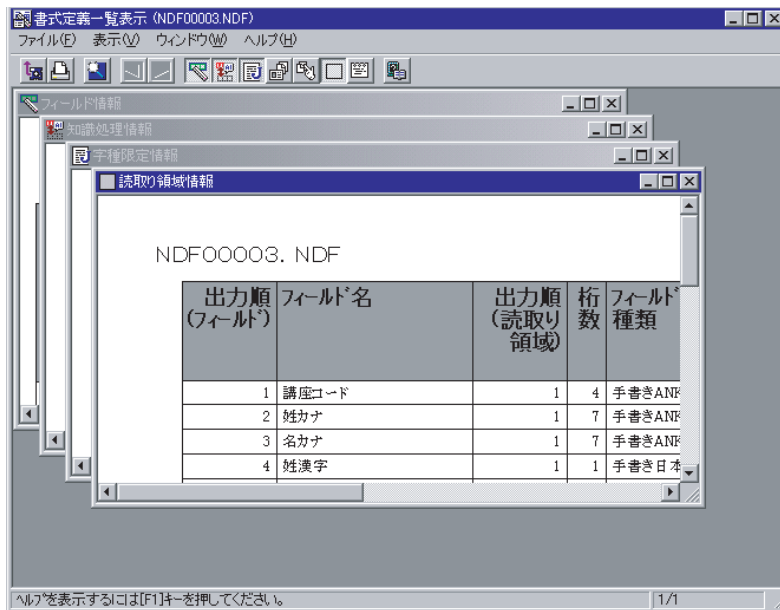 書式定義一覧表示 (NDF00003.NDF)
ファイル(F) 表示(V) ウィンドウ(W) ヘルプ(H)
フィールド情報
知識処理情報
字種限定情報
読取り領域情報
NDF00003. NDF
出力順(フィールド) フィールド名 出力順(読取り領域) 桁数 フィールド種類
1 講座コード 1 4 手書きANK
2 姓カナ 1 7 手書きANK
3 名カナ 1 7 手書きANK
4 姓漢字 1 1 手書き日本
ヘルプを表示するには[F1]キーを押してください。 1/1